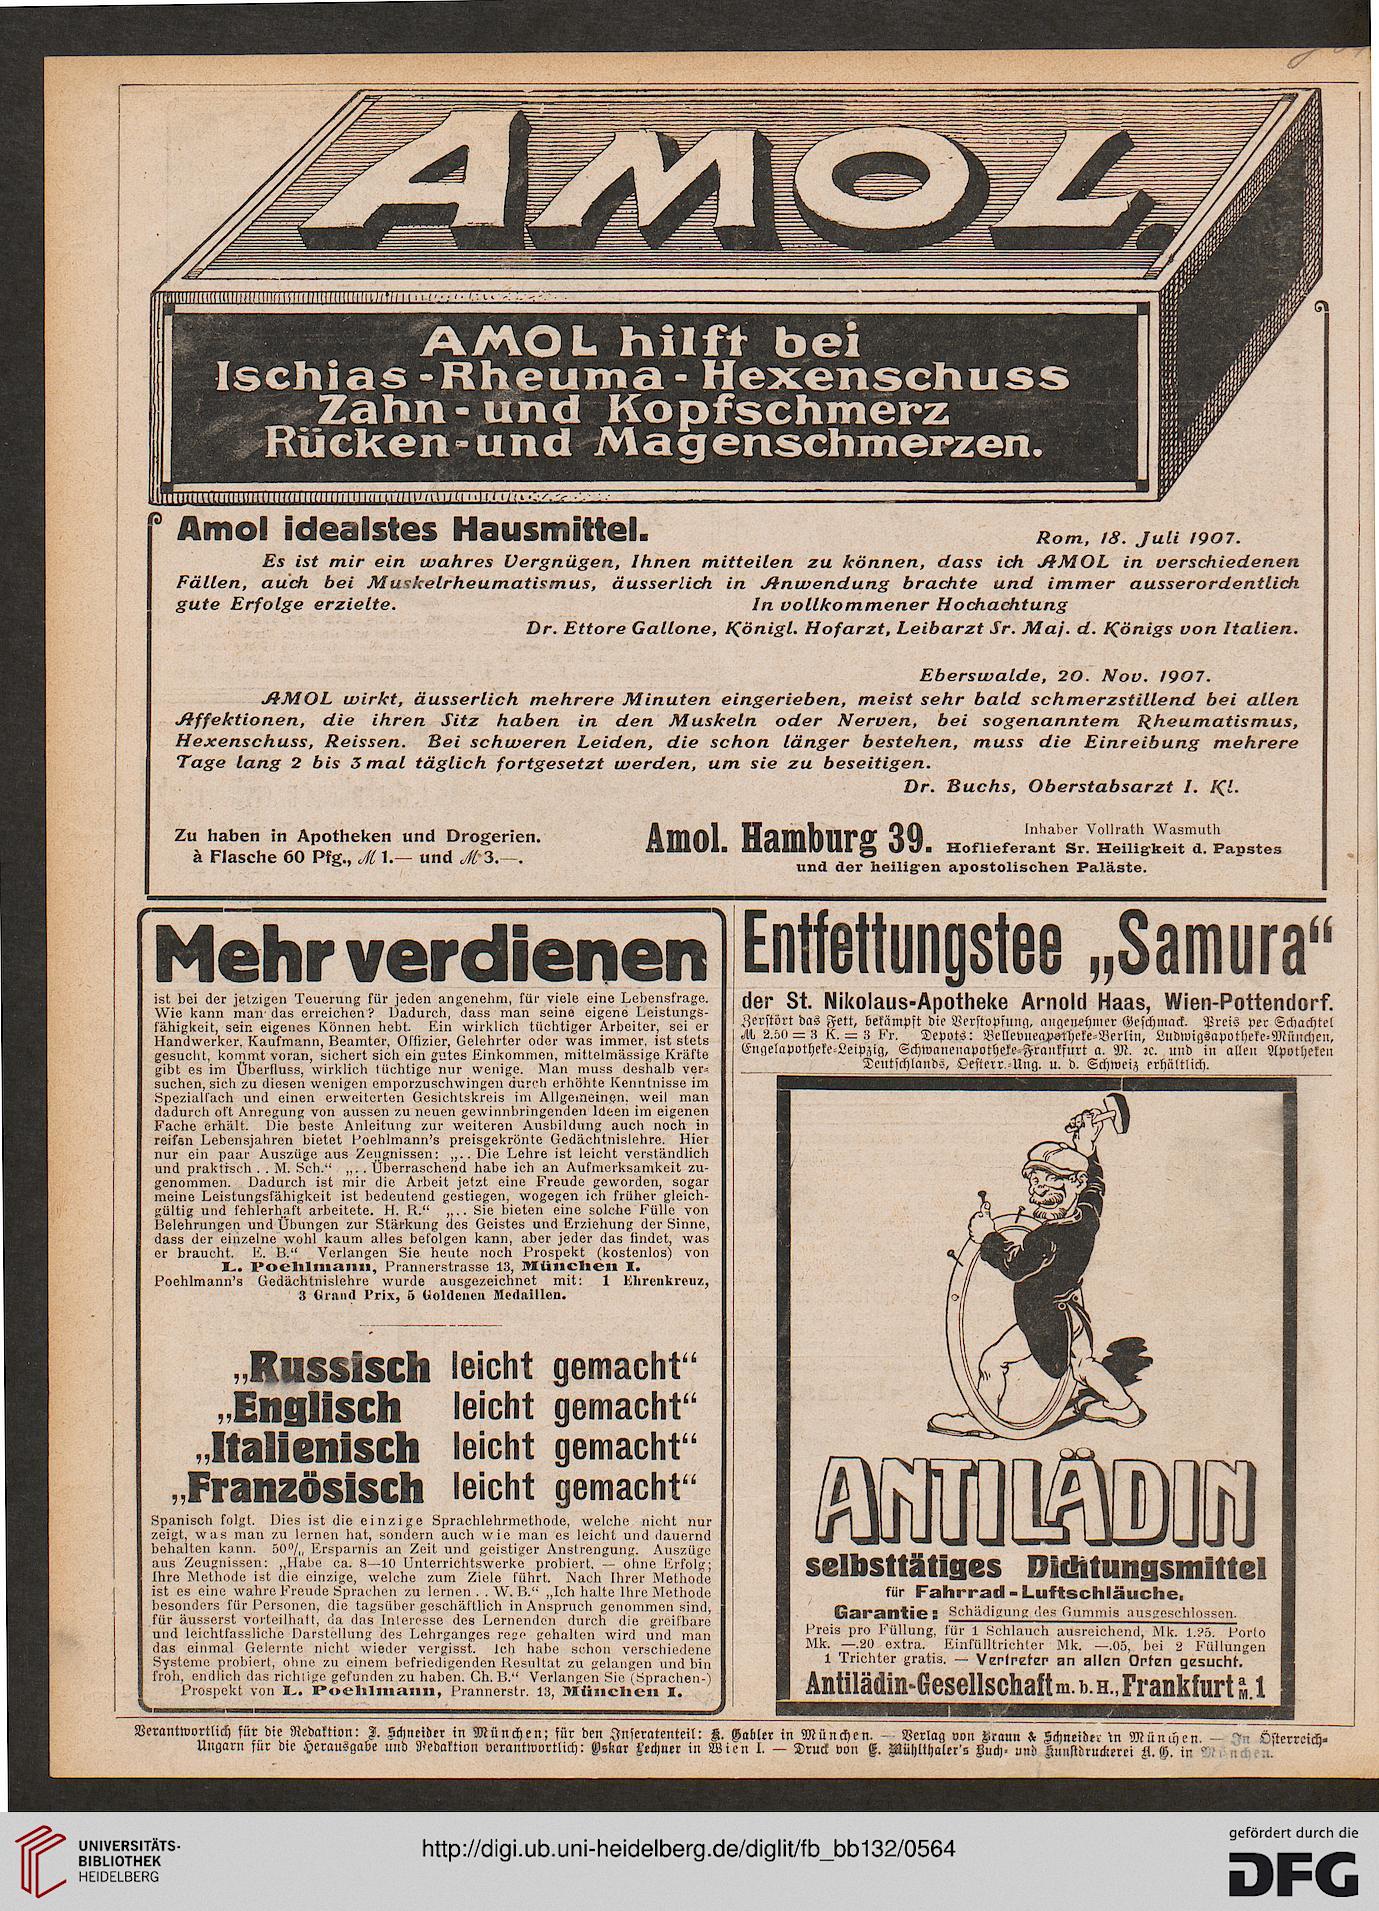 AMOL.
AMOL hilft bei
Ischias-Rheuma-Hexenschuss
Zahn- und Kopfschmerz
Rücken- und Magenschmerzen.
Amol idealstes Hausmittel.
Rom, 18. Juli 1907.
Es ist mir ein wahres Vergnügen, Ihnen mitteilen zu können, dass ich AMOL in verschiedenen
Fällen, auch bei Muskelrheumatismus, äusserlich in Anwendung brachte und immer ausserordentlich
gute Erfolge erzielte. In vollkommener Hochachtung
Dr. Ettore Gallone, Königl. Hofarzt, Leibarzt Sr. Maj. d. Königs von Italien.
Eberswalde, 20. Nov. 1907.
AMOL wirkt, äusserlich mehrere Minuten eingerieben, meist sehr bald schmerzstillend bei allen
Affektionen, die ihren Sitz haben in den Muskeln oder Nerven, bei sogenanntem Rheumatismus,
Hexenschuss, Reissen. Bei schweren Leiden, die schon länger bestehen, muss die Einreibung mehrere
Tage lang 2 bis 3 mal täglich fortgesetzt werden, um sie zu beseitigen.
Dr. Buchs, Oberstabsarzt I. Kl.
Zu haben in Apotheken und Drogerien.
à Flasche 60 Pfg., ℳ 1.— und ℳ 3.—.
Amol. Hamburg 39.
Inhaber Vollrath Wasmuth
Hoflieferant Sr. Heiligkeit d. Papstes
und der heiligen apostolischen Paläste.
Mehr verdienen
ist bei der jetzigen Teuerung für jeden angenehm, für viele eine Lebensfrage.
Wie kann man das erreichen? Dadurch, dass man seine eigene Leistungs-
fähigkeit, sein eigenes Können hebt. Ein wirklich tüchtiger Arbeiter, sei er
Handwerker, Kaufmann, Beamter, Offizier, Gelehrter oder was immer, ist stets
gesucht, kommt voran, sichert sich ein gutes Einkommen, mittelmässige Kräfte
gibt es im Überfluss, wirklich tüchtige nur wenige. Man muss deshalb ver-
suchen, sich zu diesen wenigen emporzuschwingen durch erhöhte Kenntnisse im
Spezialfach und einen erweiterten Gesichtskreis im Allgemeinen, weil man
dadurch oft Anregung von aussen zu neuen gewinnbringenden Ideen im eigenen
Fache erhält. Die beste Anleitung zur weiteren Ausbildung auch noch in
reifen Lebensjahren bietet Poehlmann's preisgekrönte Gedächtnislehre. Hier
nur ein paar Auszüge aus Zeugnissen: „.. Die Lehre ist leicht verständlich
und praktisch .. M. Sch.“ „.. Überraschend habe ich an Aufmerksamkeit zu-
genommen. Dadurch ist mir die Arbeit jetzt eine Freude geworden, sogar
meine Leistungsfähigkeit ist bedeutend gestiegen, wogegen ich früher gleich-
gültig und fehlerhaft arbeitete. H. R.“ „.. Sie bieten eine solche Fülle von
Belehrungen und Übungen zur Stärkung des Geistes und Erziehung der Sinne,
dass der einzelne wohl kaum alles befolgen kann, aber jeder das findet, was
er braucht. E. B.“ Verlangen Sie heute noch Prospekt (kostenlos) von
L. Poehlmann, Prannerstrasse 13, München I.
Poehlmann's Gedächtnislehre wurde ausgezeichnet mit: 1 Ehrenkreuz,
3 Grand Prix, 5 Goldenen Medaillen.
„Russisch leicht gemacht“
„Englisch leicht gemacht“
„Italienisch leicht gemacht“
„Französisch leicht gemacht“
Spanisch folgt. Dies ist die einzige Sprachlehrmethode, welche nicht nur
zeigt, was man zu lernen hat, sondern auch wie man es leicht und dauernd
behalten kann. 50% Ersparnis an Zeit und geistiger Anstrengung. Auszüge
aus Zeugnissen: „Habe ca. 8—10 Unterrichtswerke probiert, — ohne Erfolg;
Ihre Methode ist die einzige, welche zum Ziele führt. Nach Ihrer Methode
ist es eine wahre Freude Sprachen zu lernen .. W. B.“ „Ich halte Ihre Methode
besonders für Personen, die tagsüber geschäftlich in Anspruch genommen sind,
für äusserst vorteilhaft, da das Interesse des Lernenden durch die greifbare
und leichtfassliche Darstellung des Lehrganges rege gehalten wird und man
das einmal Gelernte nicht wieder vergisst. Ich habe schon verschiedene
Systeme probiert, ohne zu einem befriedigenden Resultat zu gelangen und bin
froh, endlich das richtige gefunden zu haben. Ch. B.“ Verlangen Sie (Sprachen-)
Prospekt von L. Poehlmann, Prannerstr. 13, München I.
Entfettungstee „Samura“
der St. Nikolaus-Apotheke Arnold Haas, Wien-Pottendorf.
Zerstört das Fett, bekämpft die Verstopfung, angenehmer Geschmack. Preis per Schachtel
ℳ 2.50 = 3 K. = 3 Fr. Depots: Bellevueapotheke-Berlin, Ludwigsapotheke-München,
Engelapotheke-Leipzig, Schwanenapotheke-Frankfurt a. M. ꝛc. und in allen Apotheken
Deutschlands, Oesterr.-Ung. u. d. Schweiz erhältlich.
ANTILÄDIN
selbsttätiges Dichtungsmittel
für Fahrrad-Luftschläuche.
Garantie: Schädigung des Gummis ausgeschlossen.
Preis pro Füllung, für 1 Schlauch ausreichend, Mk. 1.25. Porto
Mk. —.20 extra. Einfülltrichter Mk. —.05, bei 2 Füllungen
1 Trichter gratis. — Vertreter an allen Orten gesucht.
Antilädin-Gesellschaft m. b. H., Frankfurt a/M. 1
Verantwortlich für die Redaktion: J. Schneider in München; für den Inseratenteil: K. Gabler in München. — Verlag von Braun & Schneider in München. — In Österreich-
Ungarn für die Herausgabe und Redaktion verantwortlich: Oskar Lechner in Wien I. — Druck von E. Mühlthaler's Buch- und Kunstdruckerei A. G. in München.
UNIVERSITÄTS-
BIBLIOTHEK
HEIDELBERG
http://digi.ub.uni-heidelberg.de/diglit/fb_bb132/0564
gefördert durch die
DFG